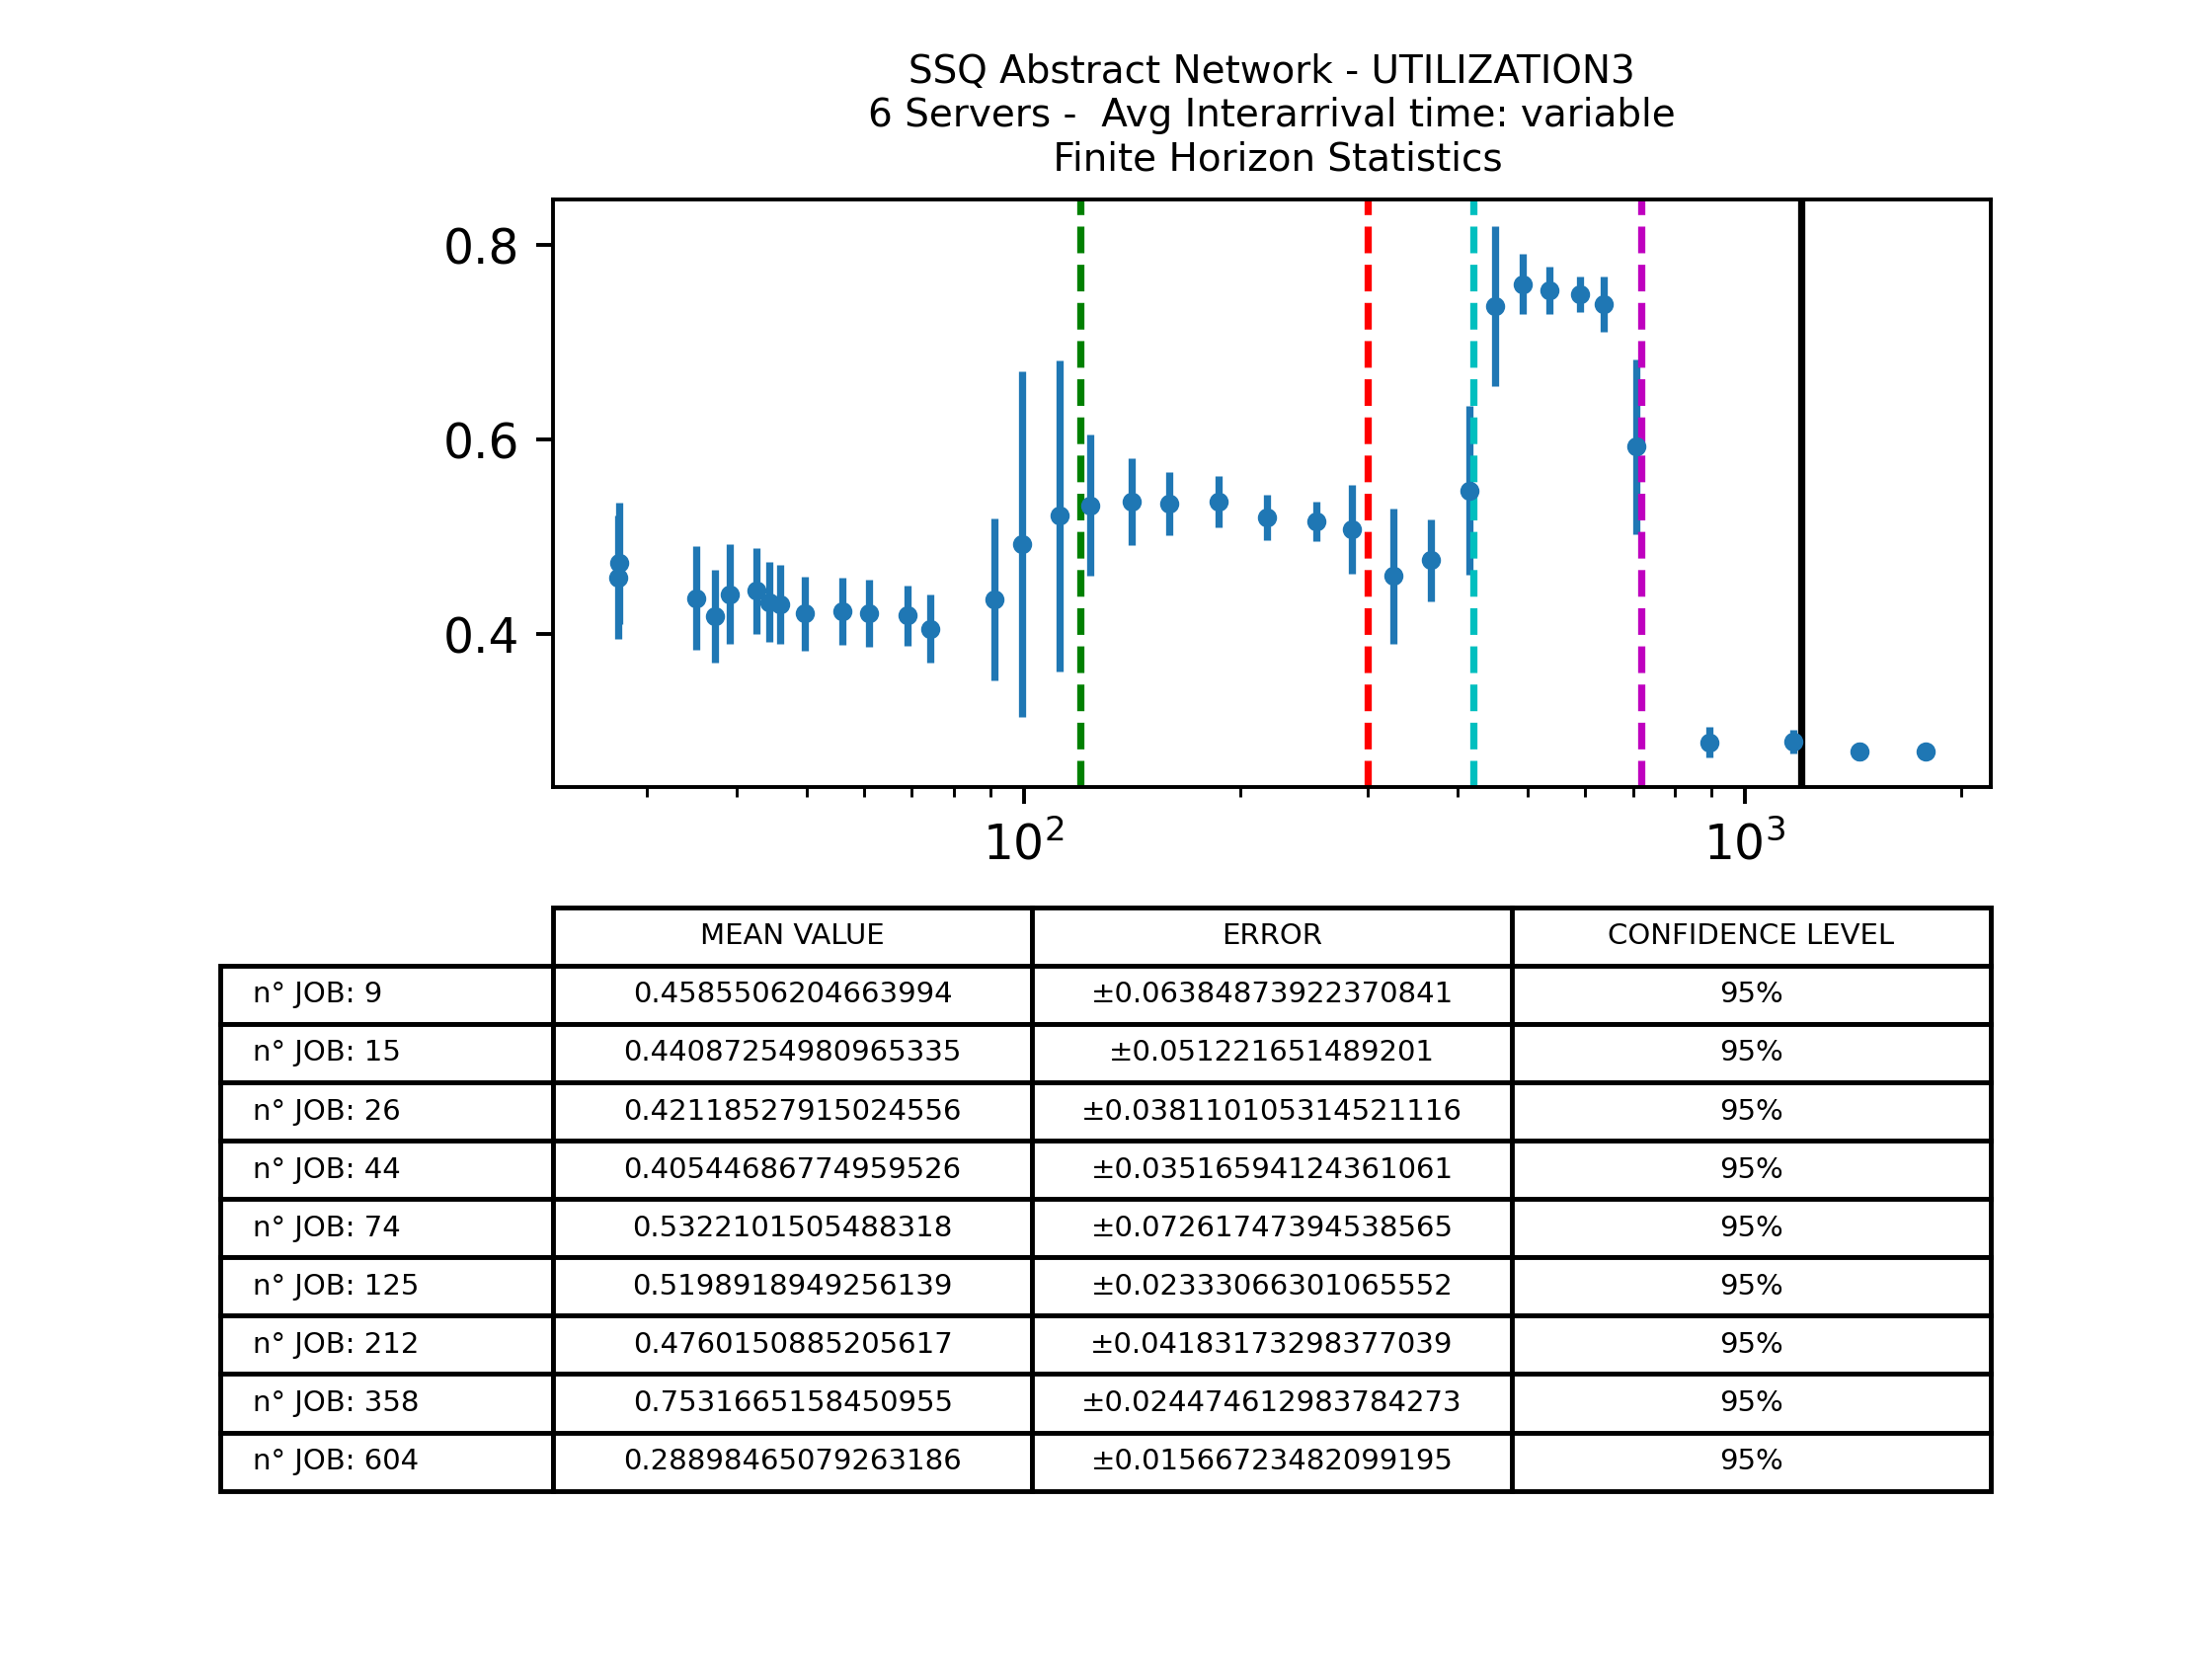 SSQ Abstract Network - UTILIZATION3
6 Servers -  Avg Interarrival time: variable
Finite Horizon Statistics
0.8
0.6
0.4
10²
10³
MEAN VALUE ERROR CONFIDENCE LEVEL
n° JOB: 9 0.4585506204663994 ±0.06384873922370841 95%
n° JOB: 15 0.44087254980965335 ±0.051221651489201 95%
n° JOB: 26 0.42118527915024556 ±0.038110105314521116 95%
n° JOB: 44 0.40544686774959526 ±0.03516594124361061 95%
n° JOB: 74 0.5322101505488318 ±0.07261747394538565 95%
n° JOB: 125 0.5198918949256139 ±0.02333066301065552 95%
n° JOB: 212 0.4760150885205617 ±0.04183173298377039 95%
n° JOB: 358 0.7531665158450955 ±0.024474612983784273 95%
n° JOB: 604 0.28898465079263186 ±0.01566723482099195 95%